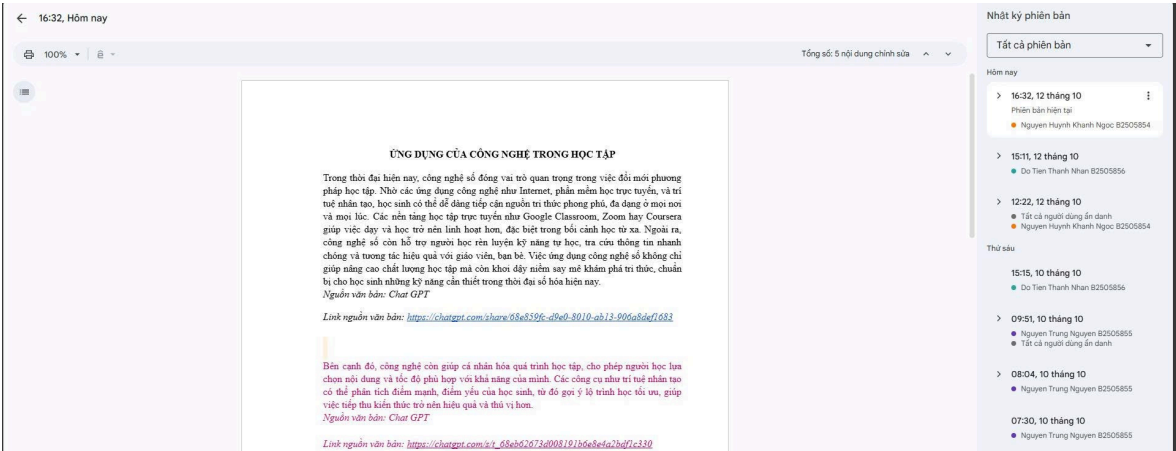 16:32, Hôm nay
100%
Tổng số: 5 nội dung chỉnh sửa
ỨNG DỤNG CỦA CÔNG NGHỆ TRONG HỌC TẬP
Trong thời đại hiện nay, công nghệ số đóng vai trò quan trọng trong việc đổi mới phương
pháp học tập. Nhờ các ứng dụng công nghệ như Internet, phần mềm học trực tuyến, và trí
tuệ nhân tạo, học sinh có thể dễ dàng tiếp cận nguồn tri thức phong phú, đa dạng ở mọi nơi
và mọi lúc. Các nền tảng học tập trực tuyến như Google Classroom, Zoom hay Coursera
giúp việc dạy và học trở nên linh hoạt hơn, đặc biệt trong bối cảnh học từ xa. Ngoài ra,
công nghệ số còn hỗ trợ người học rèn luyện kỹ năng tự học, tra cứu thông tin nhanh
chóng và tương tác hiệu quả với giáo viên, bạn bè. Việc ứng dụng công nghệ số không chỉ
giúp nâng cao chất lượng học tập mà còn khơi dậy niềm say mê khám phá tri thức, chuẩn
bị cho học sinh những kỹ năng cần thiết trong thời đại số hóa hiện nay.
Nguồn văn bản: Chat GPT
Link nguồn văn bản: https://chatgpt.com/share/68e859fc-d9e0-8010-ab13-906a8def1683
Bên cạnh đó, công nghệ còn giúp cá nhân hóa quá trình học tập, cho phép người học lựa
chọn nội dung và tốc độ phù hợp với khả năng của mình. Các công cụ như trí tuệ nhân tạo
có thể phân tích điểm mạnh, điểm yếu của học sinh, từ đó gợi ý lộ trình học tối ưu, giúp
việc tiếp thu kiến thức trở nên hiệu quả và thú vị hơn.
Nguồn văn bản: Chat GPT
Link nguồn văn bản: https://chatgpt.com/s/t_68eb62673d008191b6e8e4a2bdf1c330
Nhật ký phiên bản
Tất cả phiên bản
Hôm nay
16:32, 12 tháng 10
Phiên bản hiện tại
Nguyen Huynh Khanh Ngoc B2505854
15:11, 12 tháng 10
Do Tien Thanh Nhan B2505856
12:22, 12 tháng 10
Tất cả người dùng ẩn danh
Nguyen Huynh Khanh Ngoc B2505854
Thứ sáu
15:15, 10 tháng 10
Do Tien Thanh Nhan B2505856
09:51, 10 tháng 10
Nguyen Trung Nguyen B2505855
Tất cả người dùng ẩn danh
08:04, 10 tháng 10
Nguyen Trung Nguyen B2505855
07:30, 10 tháng 10
Nguyen Trung Nguyen B2505855